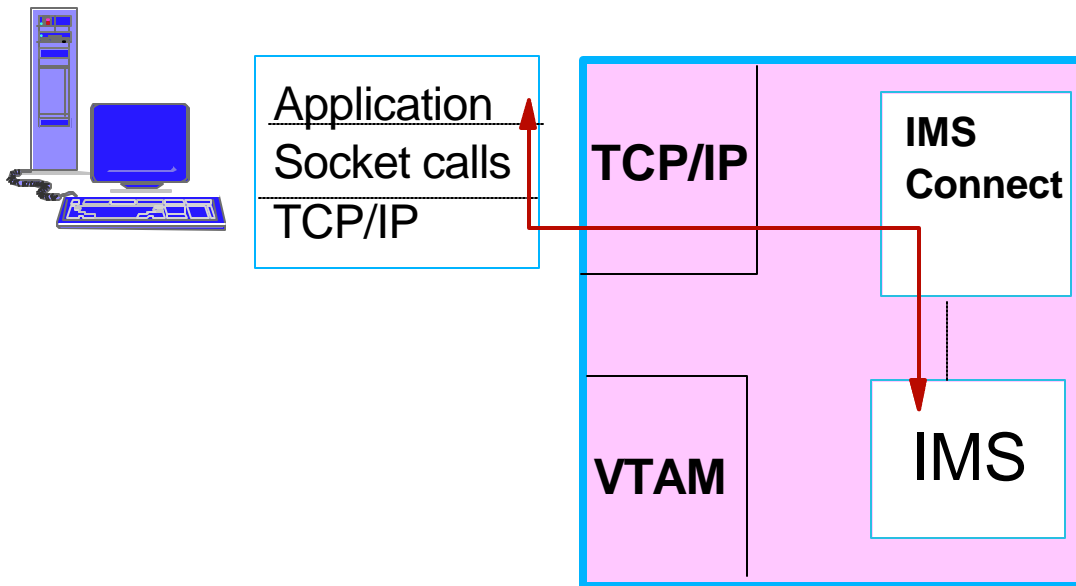 Application
Socket calls
TCP/IP
TCP/IP
IMS
Connect
VTAM
IMS